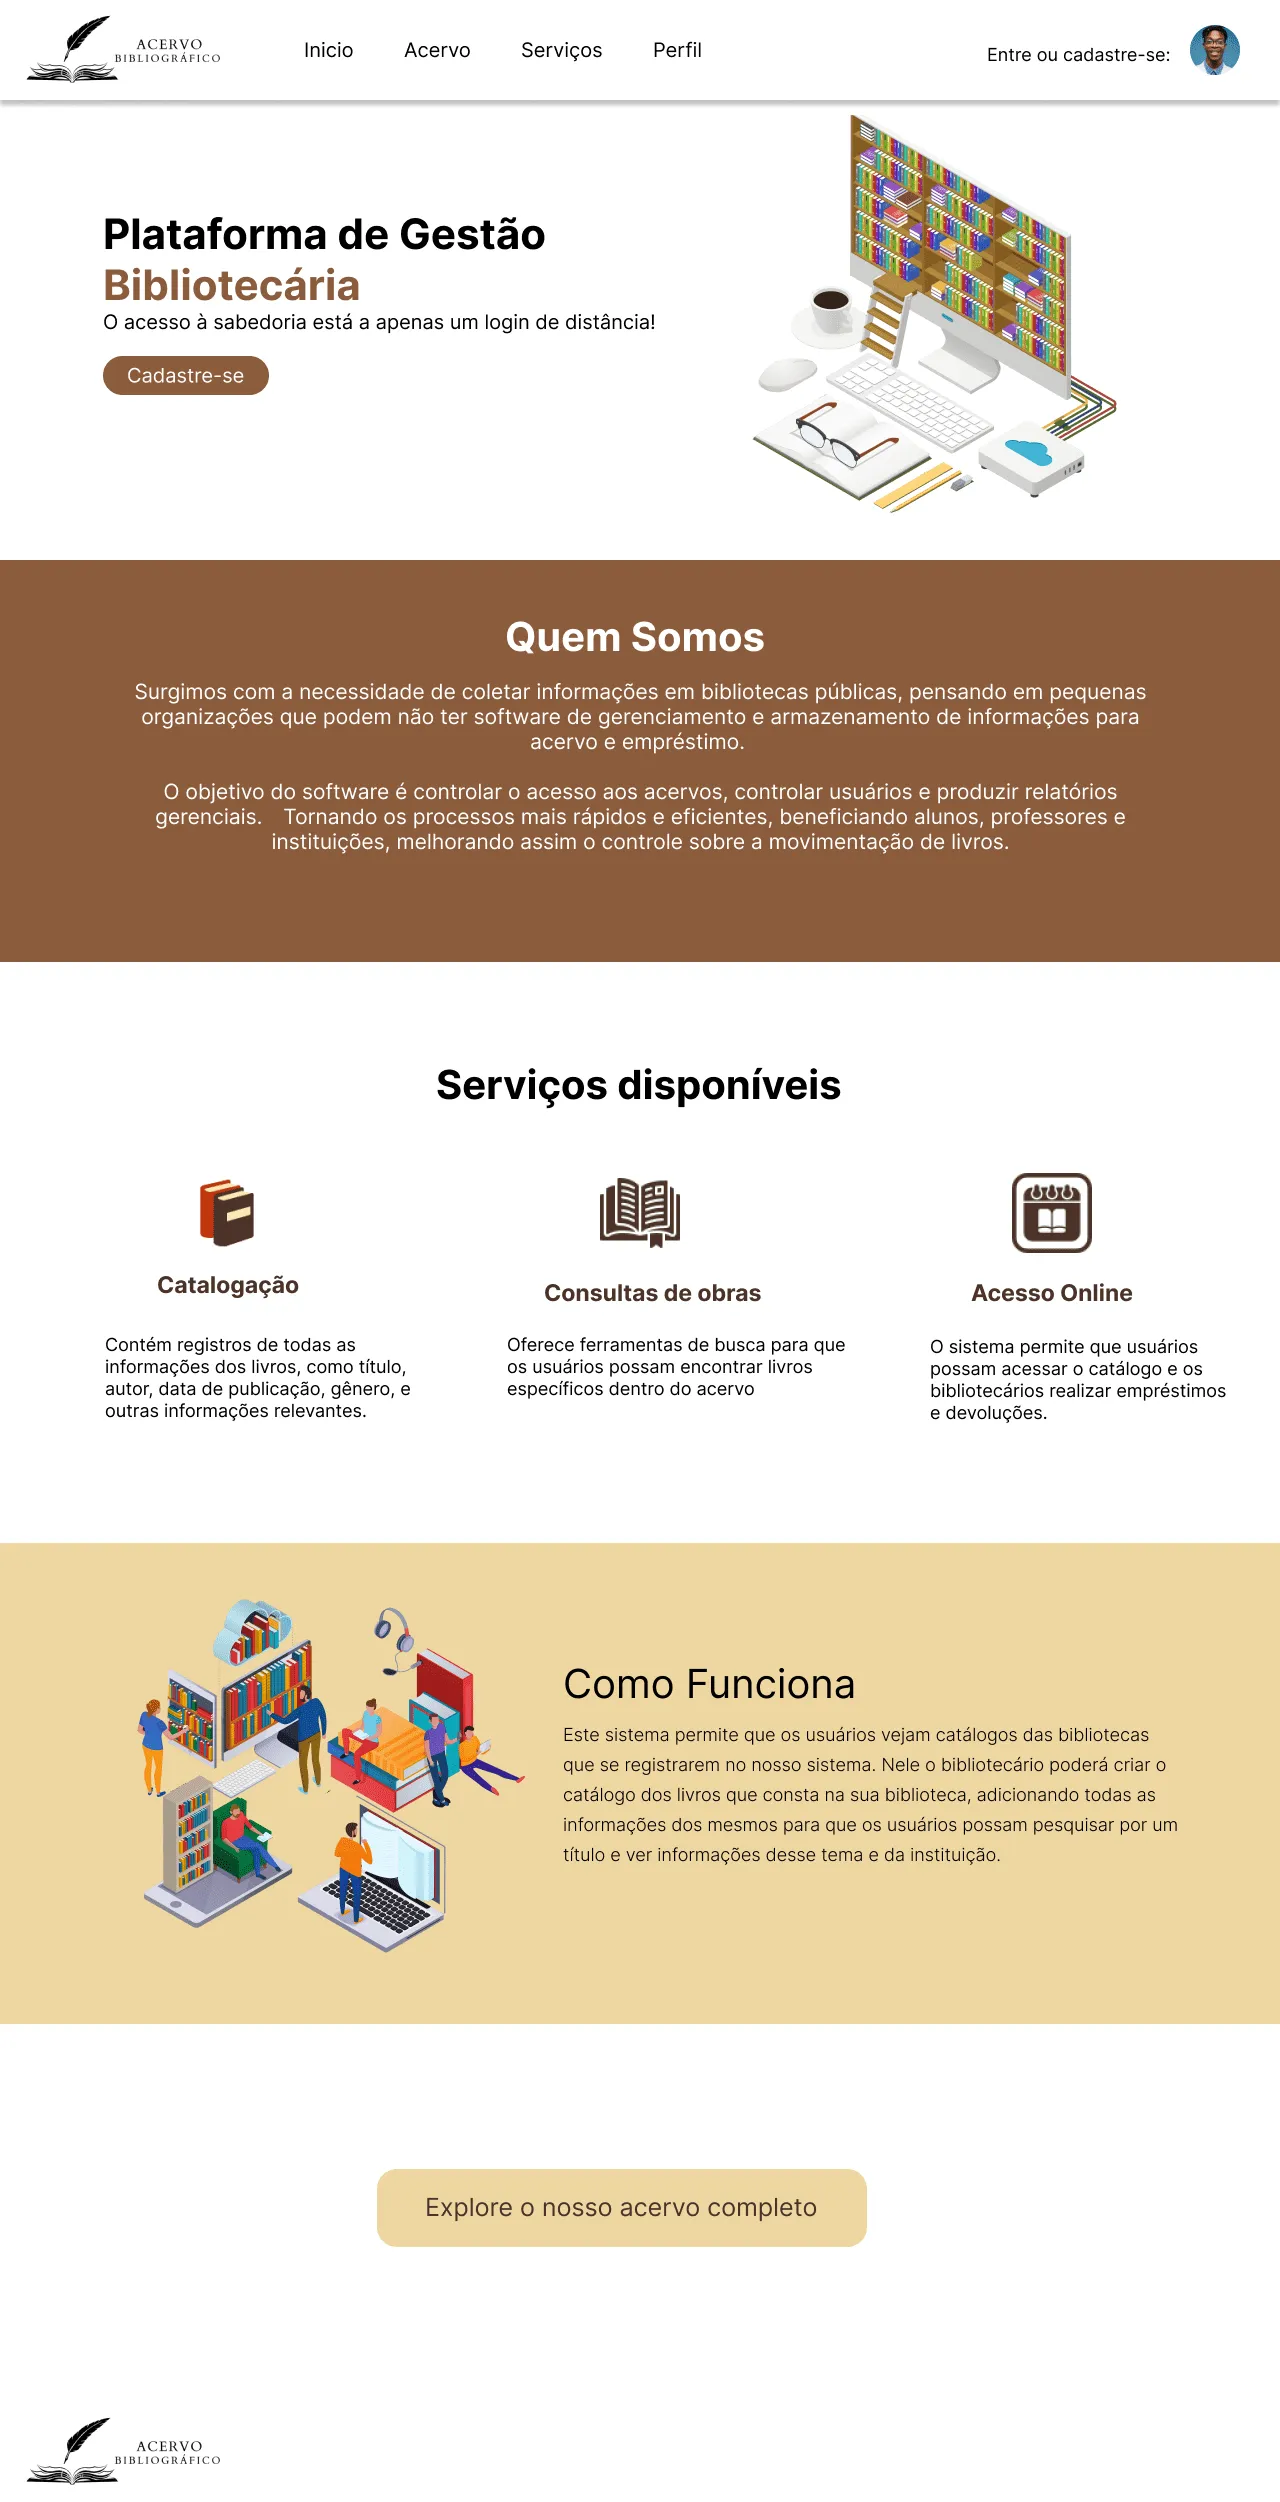 ACERVO
BIBLIOGRÁFICO
Inicio Acervo Serviços Perfil
Entre ou cadastre-se:
Plataforma de Gestão
Bibliotecária
O acesso à sabedoria está a apenas um login de distância!
Cadastre-se
Quem Somos
Surgimos com a necessidade de coletar informações em bibliotecas públicas, pensando em pequenas
organizações que podem não ter software de gerenciamento e armazenamento de informações para
acervo e empréstimo.
O objetivo do software é controlar o acesso aos acervos, controlar usuários e produzir relatórios
gerenciais. Tornando os processos mais rápidos e eficientes, beneficiando alunos, professores e
instituições, melhorando assim o controle sobre a movimentação de livros.
Serviços disponíveis
Catalogação
Contém registros de todas as
informações dos livros, como título,
autor, data de publicação, gênero, e
outras informações relevantes.
Consultas de obras
Oferece ferramentas de busca para que
os usuários possam encontrar livros
específicos dentro do acervo
Acesso Online
O sistema permite que usuários
possam acessar o catálogo e os
bibliotecários realizar empréstimos
e devoluções.
Como Funciona
Este sistema permite que os usuários vejam catálogos das bibliotecas
que se registrarem no nosso sistema. Nele o bibliotecário poderá criar o
catálogo dos livros que consta na sua biblioteca, adicionando todas as
informações dos mesmos para que os usuários possam pesquisar por um
título e ver informações desse tema e da instituição.
Explore o nosso acervo completo
ACERVO
BIBLIOGRÁFICO